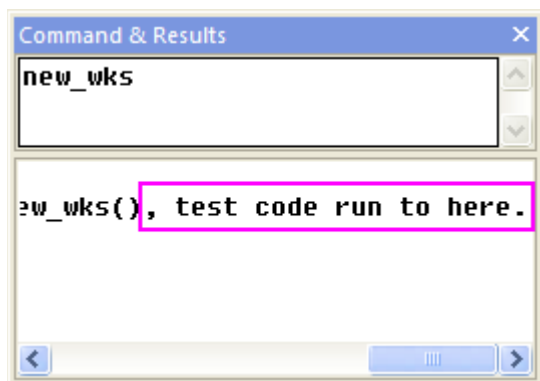 Command & Results
new_wks
ew_wks(), test code run to here.